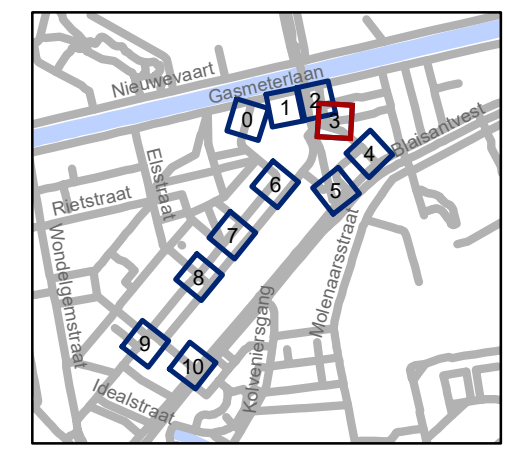 Nieuwevaart
Gasmeterlaan
0
1
2
3
4
Blaisantvest
Elsstraat
5
6
Rietstraat
7
Wondelgemstraat
8
Molenaarsstraat
Kolveniersgang
9
10
Idealstraat